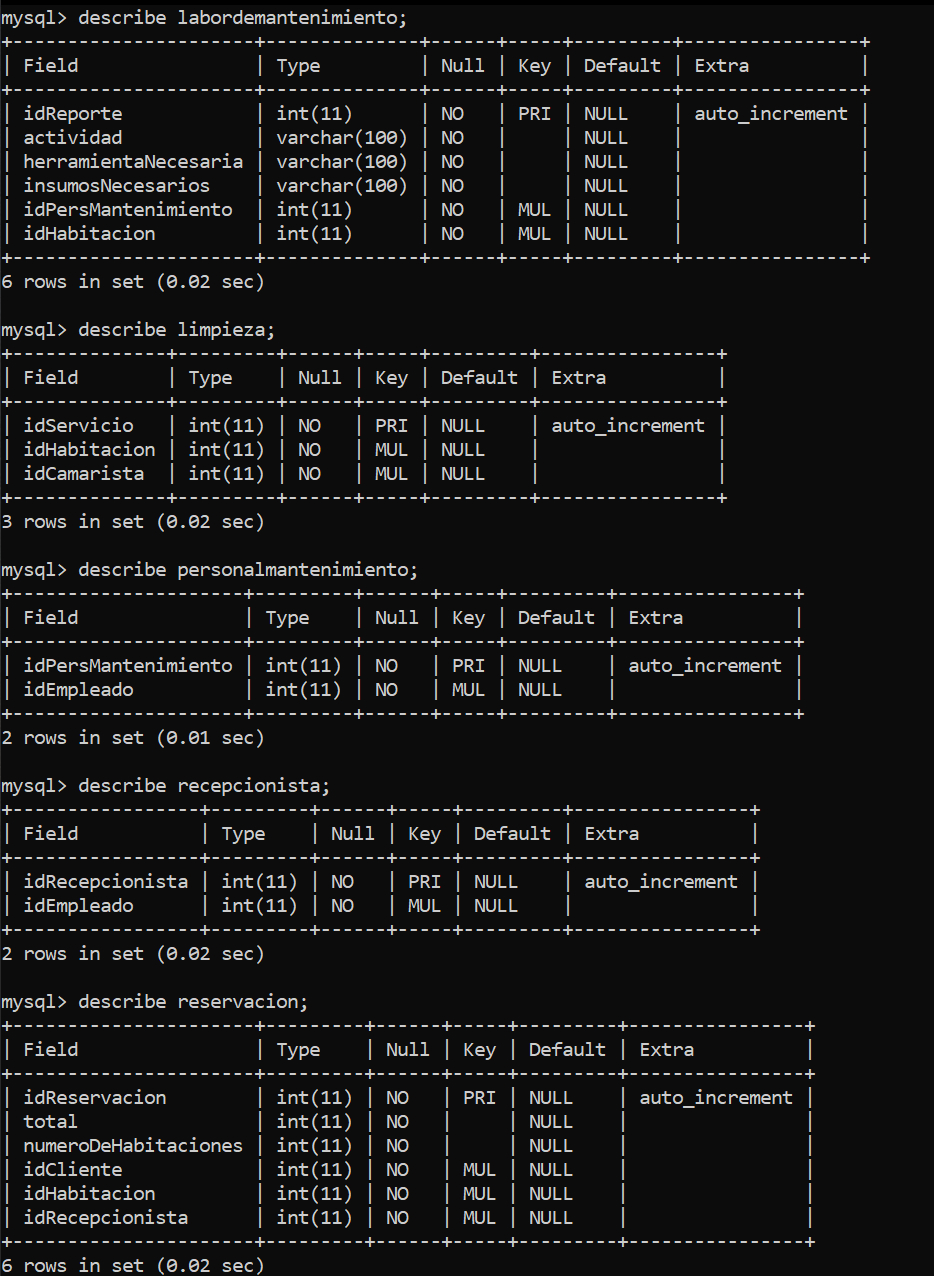 mysql> describe labordemantenimiento;
+-----------------------+--------------+------+-----+---------+----------------+
| Field                 | Type         | Null | Key | Default | Extra          |
+-----------------------+--------------+------+-----+---------+----------------+
| idReporte             | int(11)      | NO   | PRI | NULL    | auto_increment |
| actividad             | varchar(100) | NO   |     | NULL    |                |
| herramientaNecesaria  | varchar(100) | NO   |     | NULL    |                |
| insumosNecesarios     | varchar(100) | NO   |     | NULL    |                |
| idPersMantenimiento   | int(11)      | NO   | MUL | NULL    |                |
| idHabitacion          | int(11)      | NO   | MUL | NULL    |                |
+-----------------------+--------------+------+-----+---------+----------------+
6 rows in set (0.02 sec)

mysql> describe limpieza;
+--------------+---------+------+-----+---------+----------------+
| Field        | Type    | Null | Key | Default | Extra          |
+--------------+---------+------+-----+---------+----------------+
| idServicio   | int(11) | NO   | PRI | NULL    | auto_increment |
| idHabitacion | int(11) | NO   | MUL | NULL    |                |
| idCamarista  | int(11) | NO   | MUL | NULL    |                |
+--------------+---------+------+-----+---------+----------------+
3 rows in set (0.02 sec)

mysql> describe personalmantenimiento;
+---------------------+---------+------+-----+---------+----------------+
| Field               | Type    | Null | Key | Default | Extra          |
+---------------------+---------+------+-----+---------+----------------+
| idPersMantenimiento | int(11) | NO   | PRI | NULL    | auto_increment |
| idEmpleado          | int(11) | NO   | MUL | NULL    |                |
+---------------------+---------+------+-----+---------+----------------+
2 rows in set (0.01 sec)

mysql> describe recepcionista;
+-----------------+---------+------+-----+---------+----------------+
| Field           | Type    | Null | Key | Default | Extra          |
+-----------------+---------+------+-----+---------+----------------+
| idRecepcionista | int(11) | NO   | PRI | NULL    | auto_increment |
| idEmpleado      | int(11) | NO   | MUL | NULL    |                |
+-----------------+---------+------+-----+---------+----------------+
2 rows in set (0.02 sec)

mysql> describe reservacion;
+----------------------+---------+------+-----+---------+----------------+
| Field                | Type    | Null | Key | Default | Extra          |
+----------------------+---------+------+-----+---------+----------------+
| idReservacion        | int(11) | NO   | PRI | NULL    | auto_increment |
| total                | int(11) | NO   |     | NULL    |                |
| numeroDeHabitaciones | int(11) | NO   |     | NULL    |                |
| idCliente            | int(11) | NO   | MUL | NULL    |                |
| idHabitacion         | int(11) | NO   | MUL | NULL    |                |
| idRecepcionista      | int(11) | NO   | MUL | NULL    |                |
+----------------------+---------+------+-----+---------+----------------+
6 rows in set (0.02 sec)